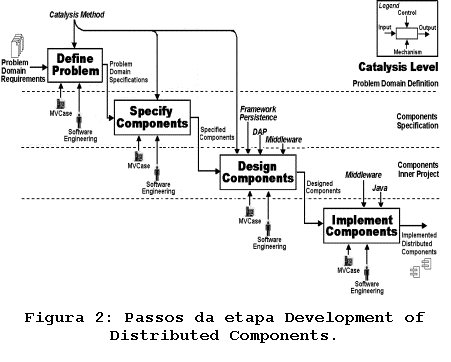 Catalysis Method
Legend
Control
Input
Output
Mechanism
Catalysis Level
Problem Domain Definition
Problem
Domain
Requirements
Define
Problem
Problem
Domain
Specifications
MVCase
Software
Engineering
Components
Specification
Specify
Components
Specified
Components
Framework
Persistence
DAP
Middleware
MVCase
Software
Engineering
Components
Inner Project
Design
Components
Designed
Components
Middleware
Java
MVCase
Software
Engineering
Implement
Components
Implemented
Distributed
Components
MVCase
Software
Engineering
Figura 2: Passos da etapa Development of
Distributed Components.